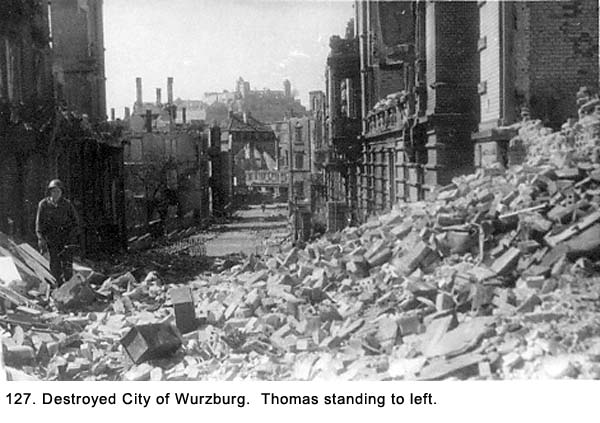 127. Destroyed City of Wurzburg.  Thomas standing to left.